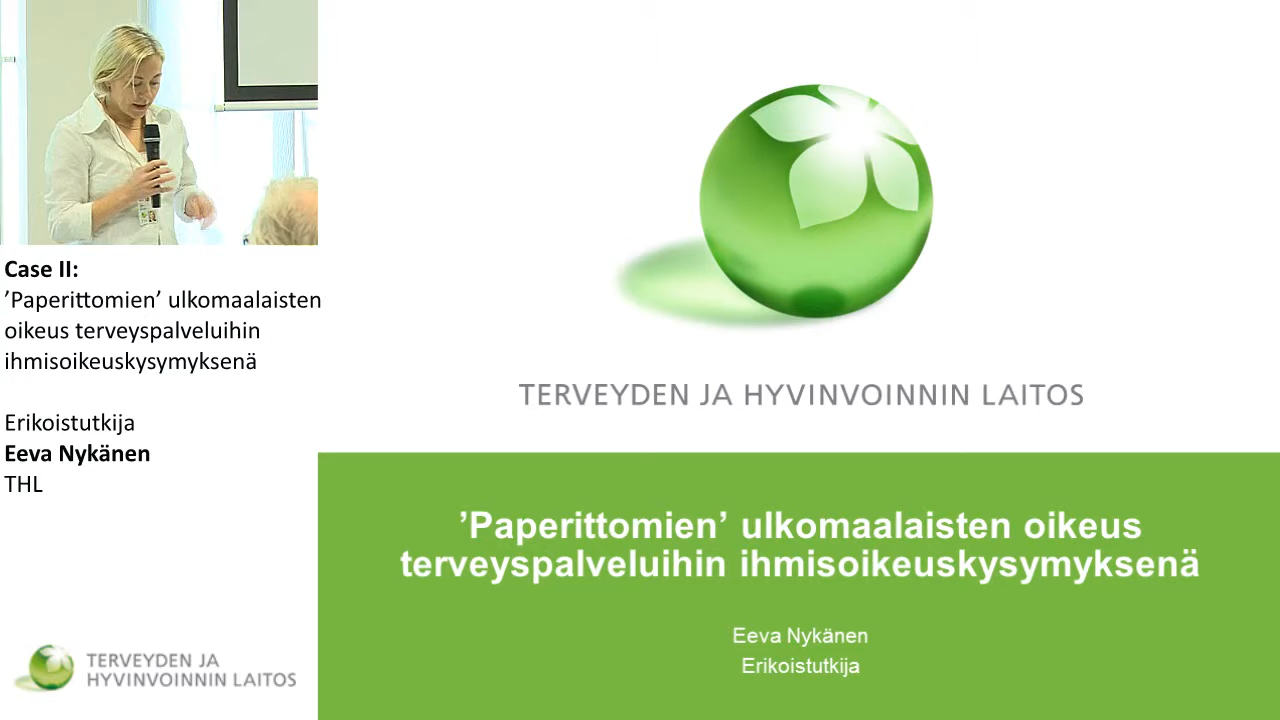 Case II:
’Paperittomien’ ulkomaalaisten
oikeus terveyspalveluihin
ihmisoikeuskysymyksenä
Erikoistutkija
Eeva Nykänen
THL
TERVEYDEN JA
HYVINVOINNIN LAITOS
TERVEYDEN JA HYVINVOINNIN LAITOS
’Paperittomien’ ulkomaalaisten oikeus
terveyspalveluihin ihmisoikeuskysymyksenä
Eeva Nykänen
Erikoistutkija